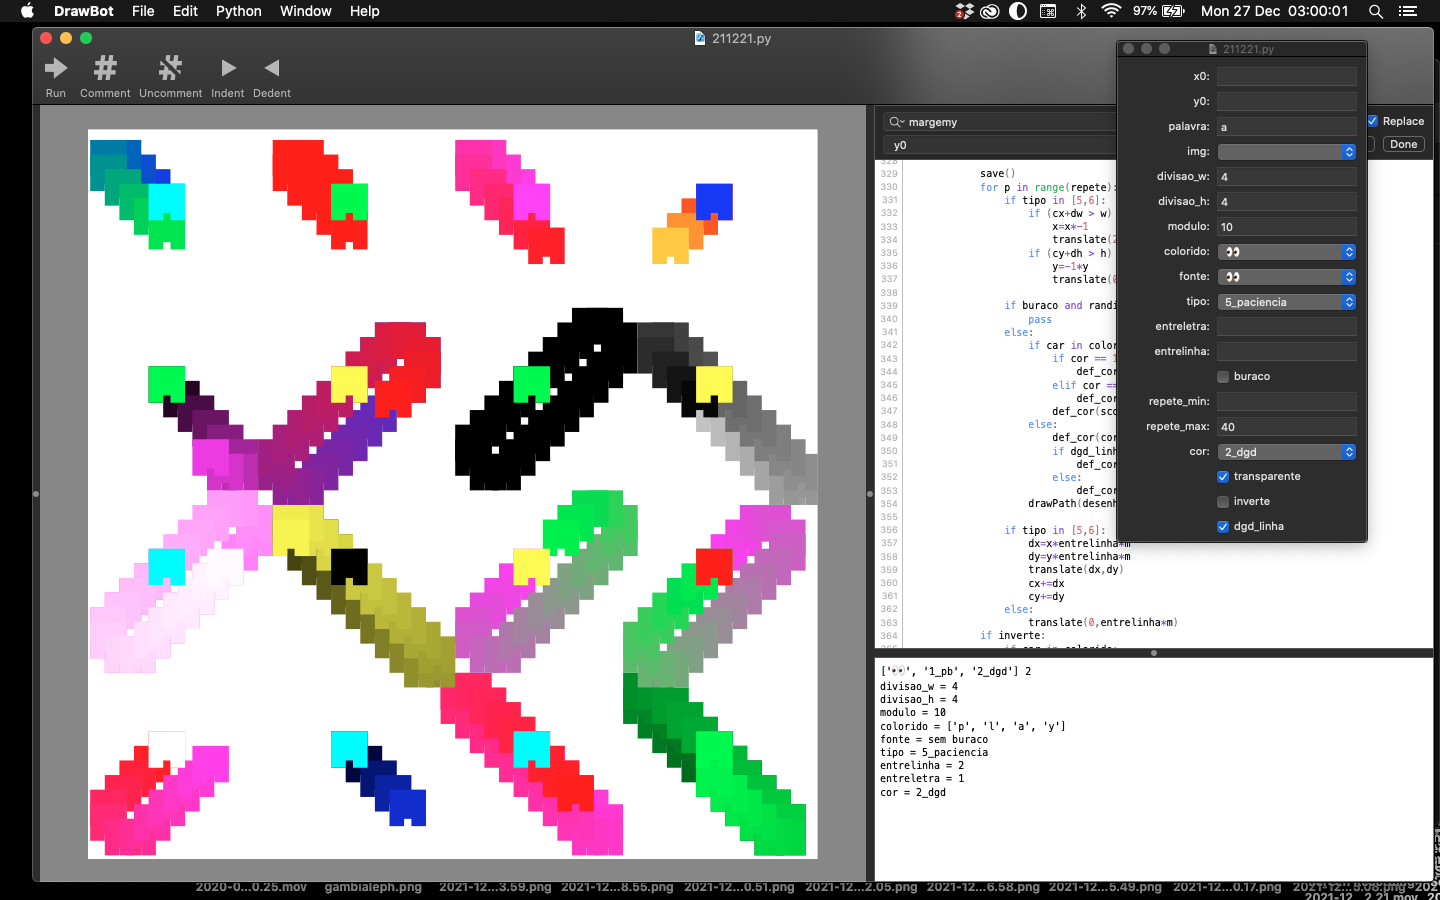 DrawBot File Edit Python Window Help
2 97% Mon 27 Dec 03:00:01
211221.py
Run Comment Uncomment Indent Dedent
margemy Replace
y0 Done
329 save()
330 for p in range(repete):
331 if tipo in [5,6]:
332 if (cx+dw > w)
333 x=x*-1
334 translate(2
335 if (cy+dh > h)
336 y=-1*y
337 translate(0
338
339 if buraco and randi
340 pass
341 else:
342 if car in color
343 if cor == 1
344 def_cor
345 elif cor ==
346 def_cor
347 def_cor(sco
348 else:
349 def_cor(cor
350 if dgd_linh
351 def_cor
352 else:
353 def_cor
354 drawPath(desenh
355
356 if tipo in [5,6]:
357 dx=x*entrelinha*m
358 dy=y*entrelinha*m
359 translate(dx,dy)
360 cx+=dx
361 cy+=dy
362 else:
363 translate(0,entrelinha*m)
364 if inverte:
211221.py
x0:
y0:
palavra: a
img:
divisao_w: 4
divisao_h: 4
modulo: 10
colorido: 👀
fonte: 👀
tipo: 5_paciencia
entreletra:
entrelinha:
buraco
repete_min:
repete_max: 40
cor: 2_dgd
transparente
inverte
dgd_linha
['👀', '1_pb', '2_dgd'] 2
divisao_w = 4
divisao_h = 4
modulo = 10
colorido = ['p', 'l', 'a', 'y']
fonte = sem buraco
tipo = 5_paciencia
entrelinha = 2
entreletra = 1
cor = 2_dgd
2020-0...0.25.mov gambialeph.png 2021-12...3.59.png 2021-12...8.55.png 2021-12...0.51.png 2021-12...2.05.png 2021-12...6.58.png 2021-12...5.49.png 2021-12...0.17.png
2021-12...2.21.mov